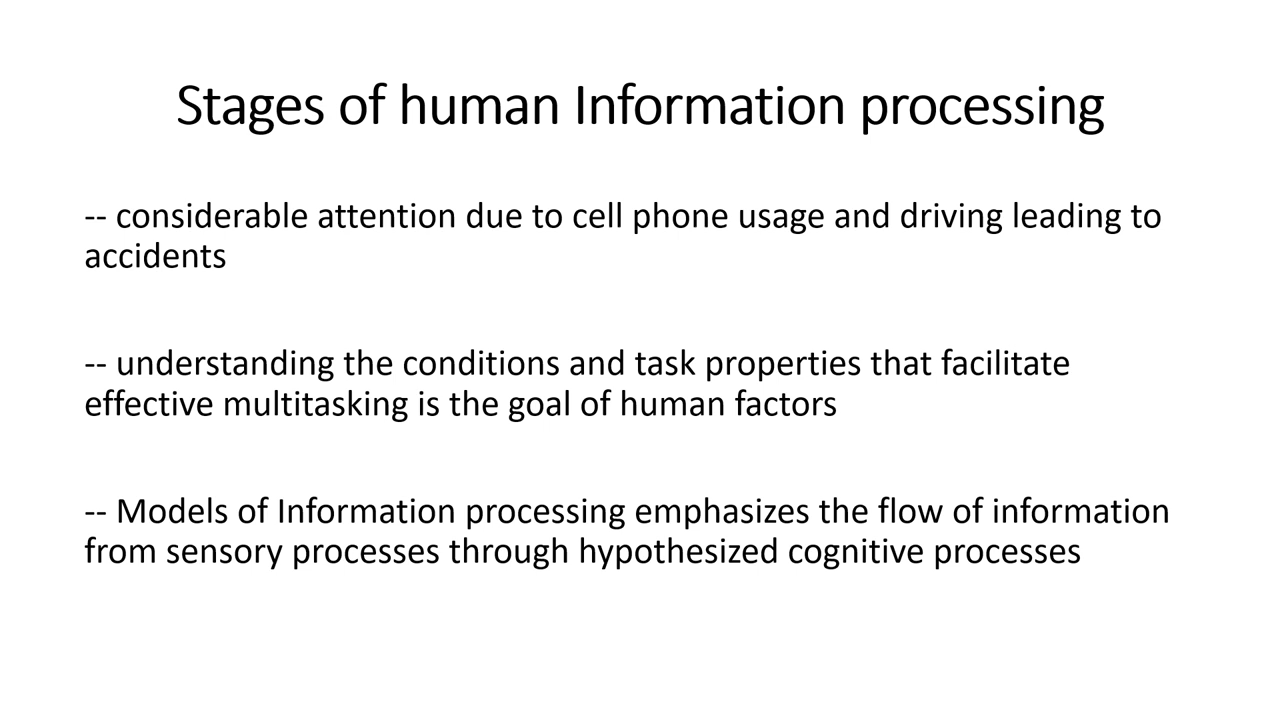 Stages of human Information processing
-- considerable attention due to cell phone usage and driving leading to
accidents
-- understanding the conditions and task properties that facilitate
effective multitasking is the goal of human factors
-- Models of Information processing emphasizes the flow of information
from sensory processes through hypothesized cognitive processes